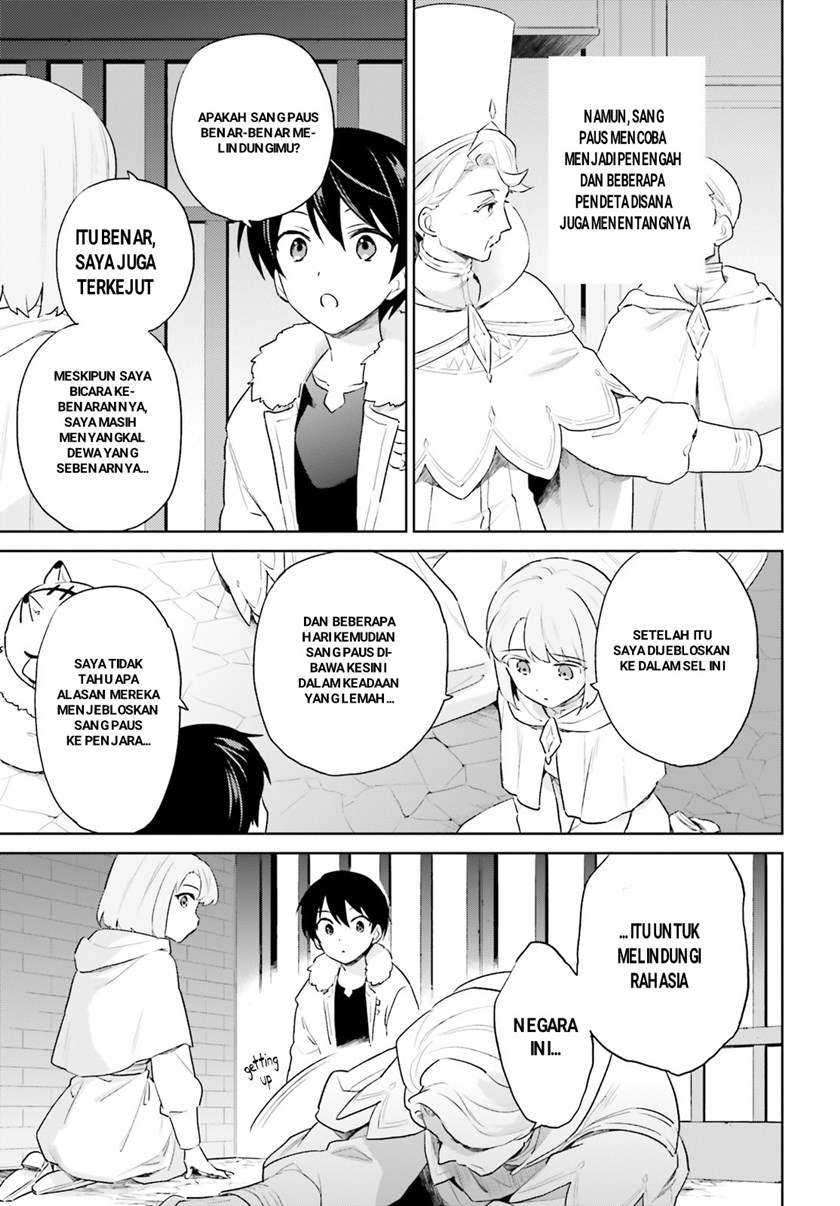 NAMUN, SANG
PAUS MENCOBA
MENJADI PENENGAH
DAN BEBERAPA
PENDETA DISANA
JUGA MENENTANGNYA
APAKAH SANG PAUS
BENAR-BENAR ME-
LINDUNGIMU?
ITU BENAR,
SAYA JUGA
TERKEJUT
MESKIPUN SAYA
BICARA KE-
BENARANNYA,
SAYA MASIH
MENYANGKAL
DEWA YANG
SEBENARNYA...
SETELAH ITU
SAYA DIJEBLOSKAN
KE DALAM SEL INI
DAN BEBERAPA
HARI KEMUDIAN
SANG PAUS DI-
BAWA KESINI
DALAM KEADAAN
YANG LEMAH...
SAYA TIDAK
TAHU APA
ALASAN MEREKA
MENJEBLOSKAN
SANG PAUS
KE PENJARA...
...ITU UNTUK
MELINDUNGI
RAHASIA
NEGARA
INI...
getting
up